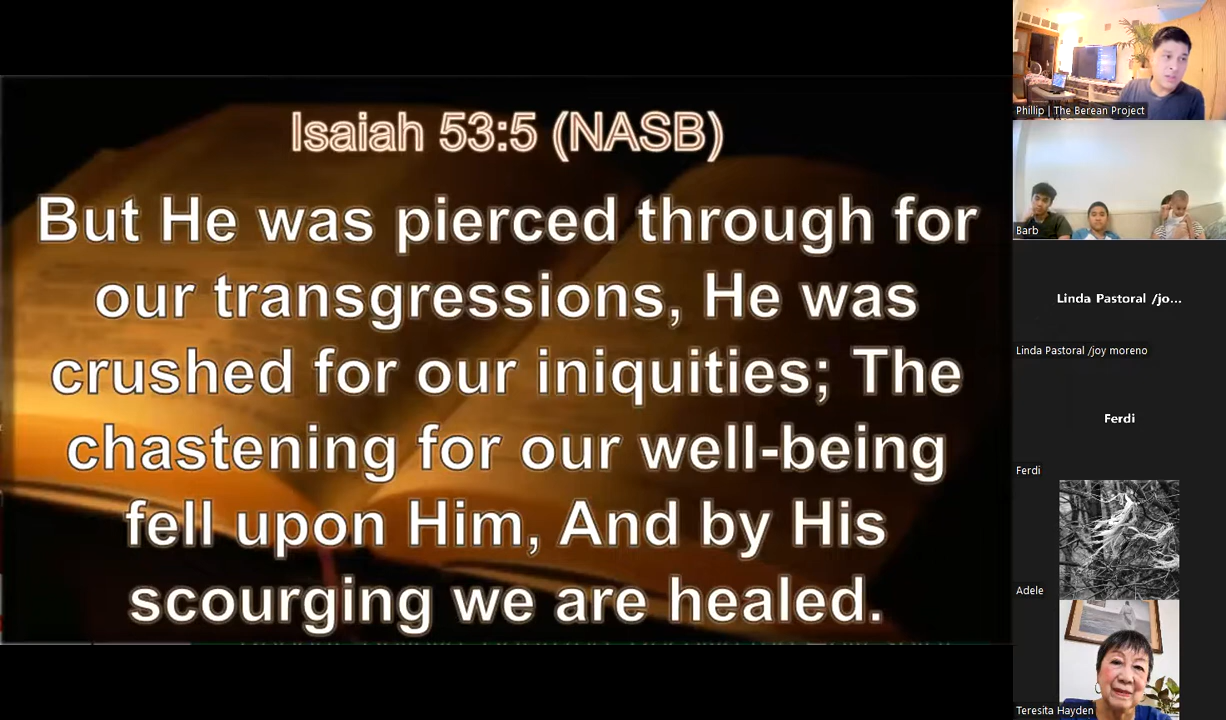 Isaiah 53:5 (NASB)
But He was pierced through for
our transgressions, He was
crushed for our iniquities; The
chastening for our well-being
fell upon Him, And by His
scourging we are healed.
Phillip | The Berean Project
Barb
Linda Pastoral /jo...
Linda Pastoral /joy moreno
Ferdi
Ferdi
Adele
Teresita Hayden